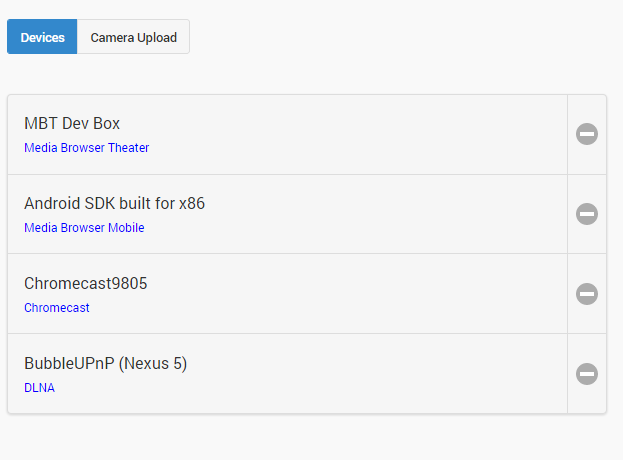 Devices
Camera Upload
MBT Dev Box
Media Browser Theater
Android SDK built for x86
Media Browser Mobile
Chromecast9805
Chromecast
BubbleUPnP (Nexus 5)
DLNA